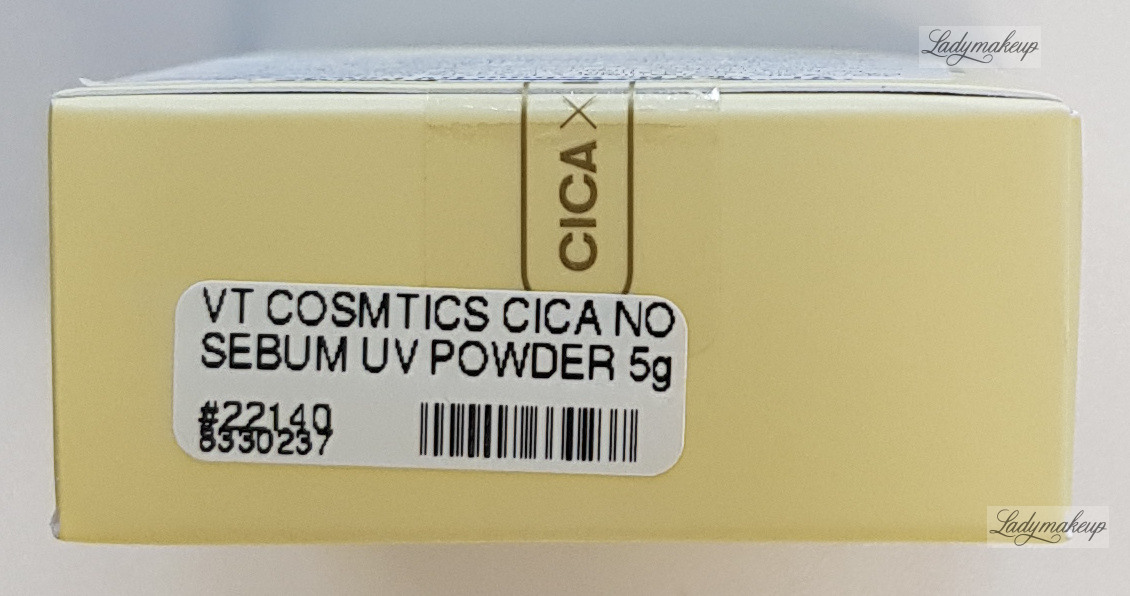 Ladymakeup
CICA X
VT COSMTICS CICA NO
SEBUM UV POWDER 5g
#22140
8330237
Ladymakeup